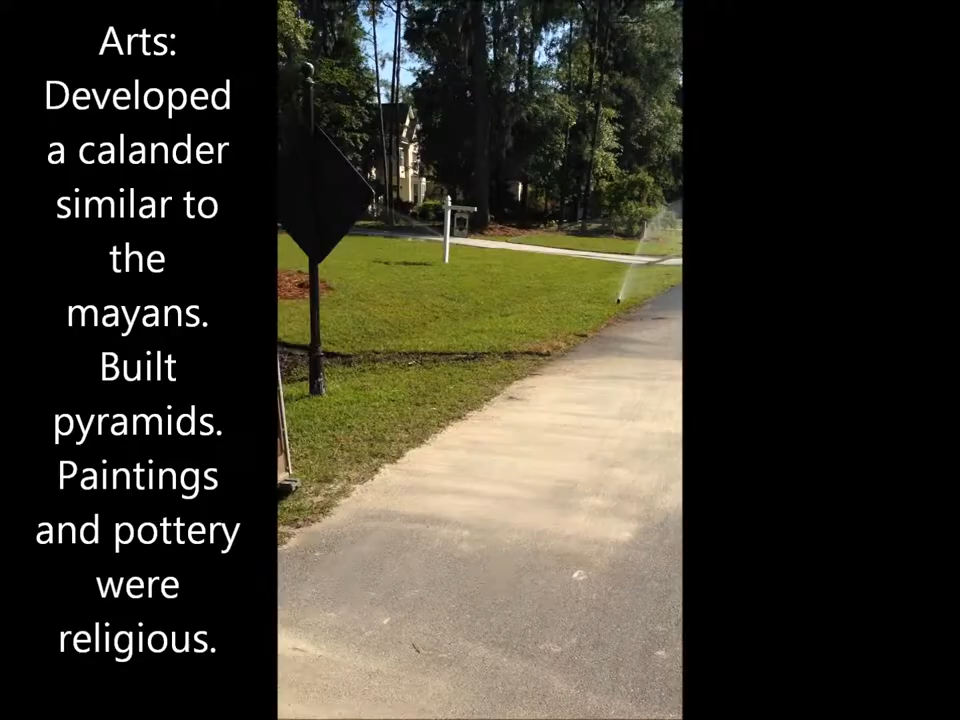 Arts:
Developed
a calander
similar to
the
mayans.
Built
pyramids.
Paintings
and pottery
were
religious.